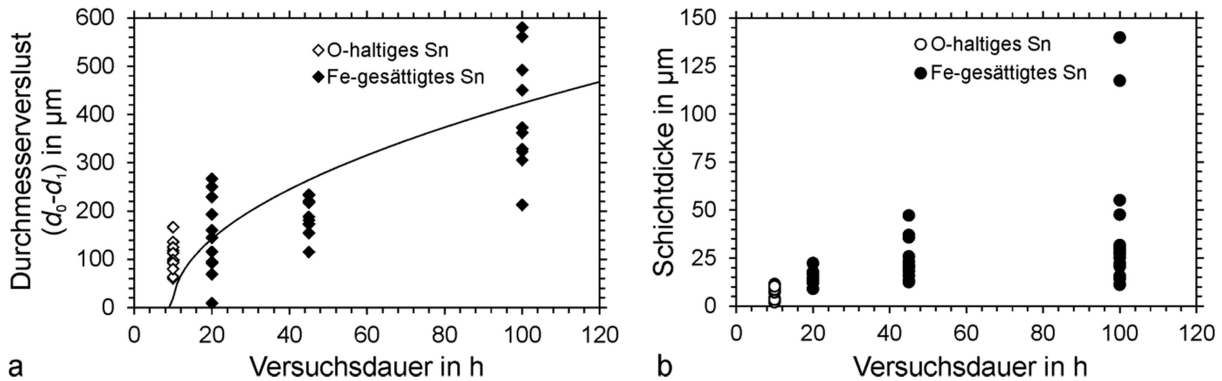 600
500
400
300
200
100
0
0 20 40 60 80 100 120
Durchmesserverslust
(d₀-d₁) in µm
O-haltiges Sn
Fe-gesättigtes Sn
Versuchsdauer in h
a
150
125
100
75
50
25
0
0 20 40 60 80 100 120
Schichtdicke in µm
O-haltiges Sn
Fe-gesättigtes Sn
Versuchsdauer in h
b